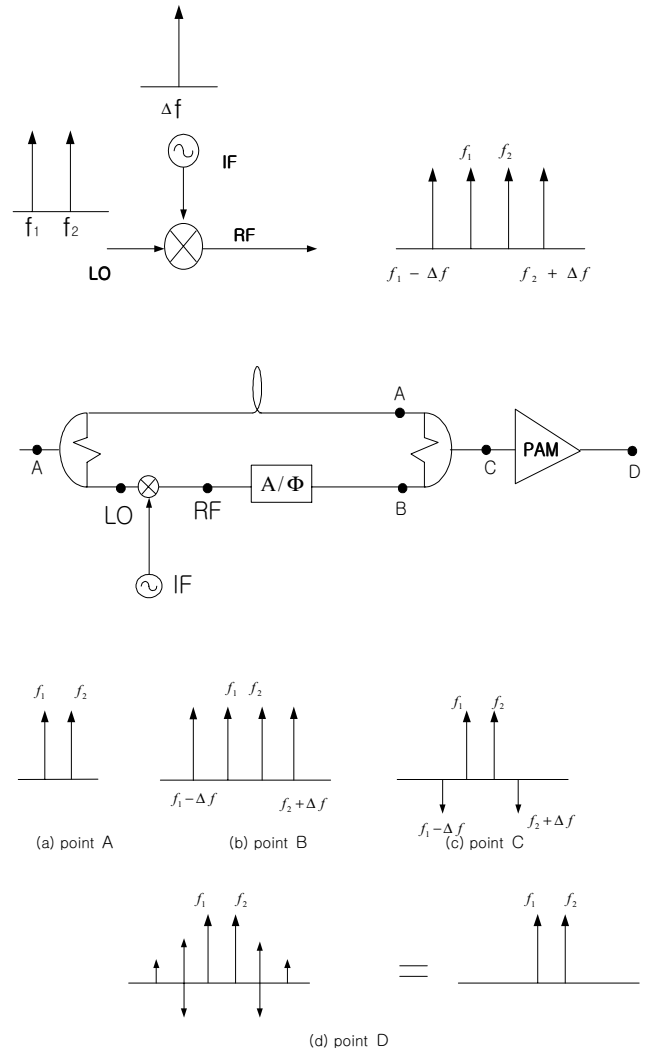 Δf
IF
f₁ f₂
LO
RF
f₁ f₂
f₁ − Δf f₂ + Δf
A
A
LO
RF
A/Φ
B
C
PAM
D
IF
f₁ f₂
f₁ f₂
f₁ f₂
f₁−Δf f₂+Δf
f₁−Δf f₂+Δf
(a) point A
(b) point B
(c) point C
f₁ f₂
=
f₁ f₂
(d) point D